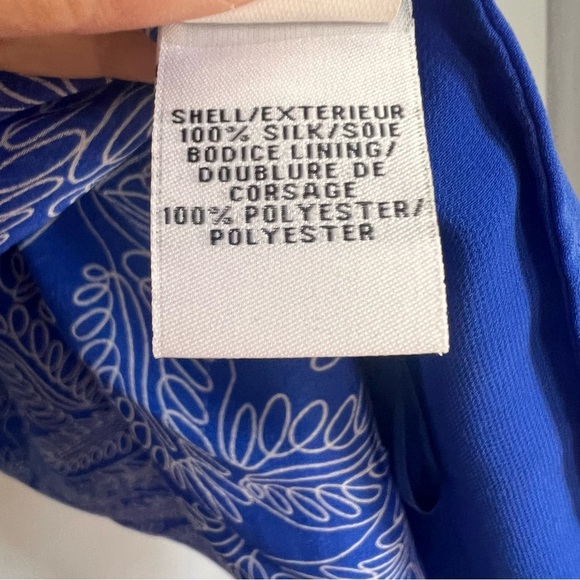 SHELL/EXTERIEUR
100% SILK/SOIE
BODICE LINING/
DOUBLURE DE
CORSAGE
100% POLYESTER/
POLYESTER